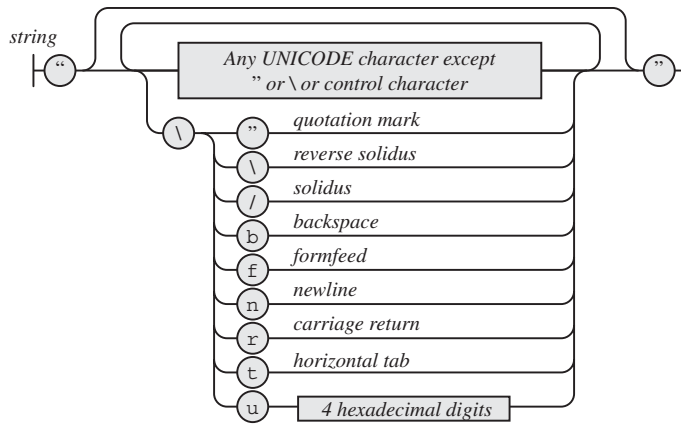 string
“
Any UNICODE character except
” or \ or control character
”
\
” quotation mark
\ reverse solidus
/ solidus
b backspace
f formfeed
n newline
r carriage return
t horizontal tab
u 4 hexadecimal digits